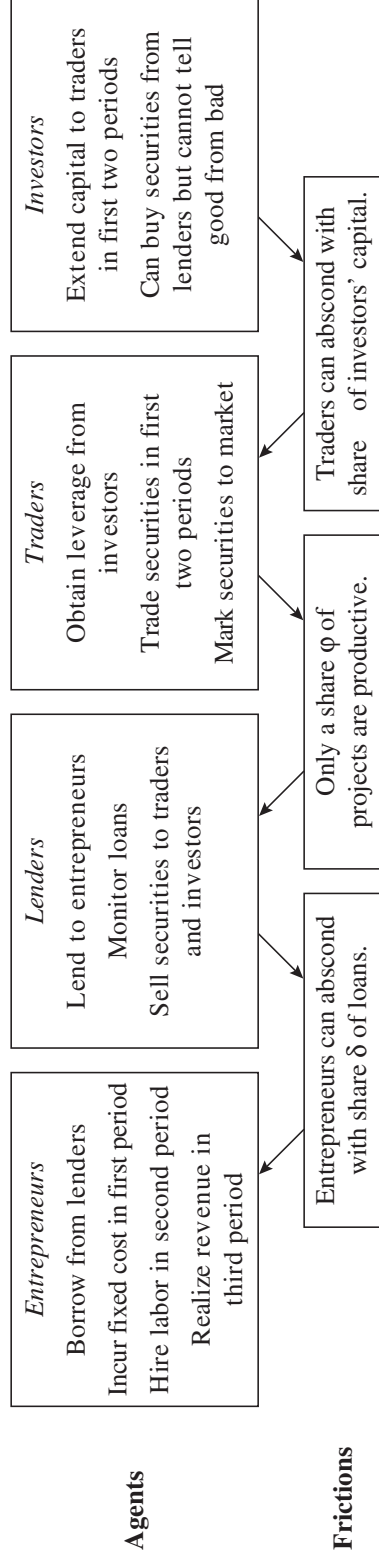 Agents
Entrepreneurs
Borrow from lenders
Incur fixed cost in first period
Hire labor in second period
Realize revenue in
third period
Lenders
Lend to entrepreneurs
Monitor loans
Sell securities to traders
and investors
Traders
Obtain leverage from
investors
Trade securities in first
two periods
Mark securities to market
Investors
Extend capital to traders
in first two periods
Can buy securities from
lenders but cannot tell
good from bad
Frictions
Entrepreneurs can abscond
with share δ of loans.
Only a share φ of
projects are productive.
Traders can abscond with
share of investors’ capital.